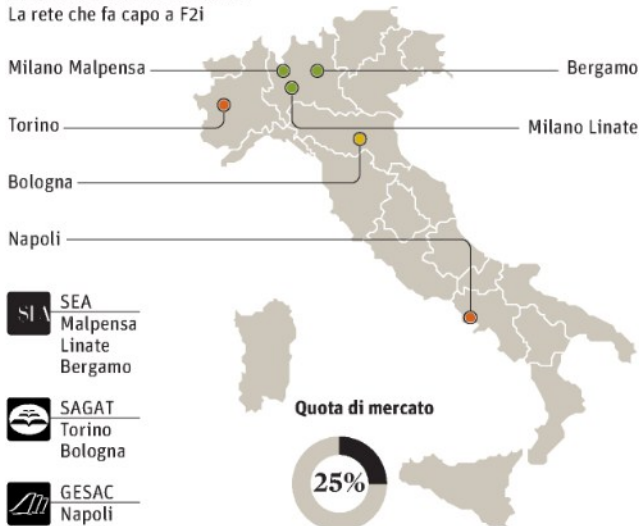 La rete che fa capo a F2i
Milano Malpensa
Bergamo
Torino
Milano Linate
Bologna
Napoli
SEA
SEA
Malpensa
Linate
Bergamo
SAGAT
Torino
Bologna
GESAC
Napoli
Quota di mercato
25%